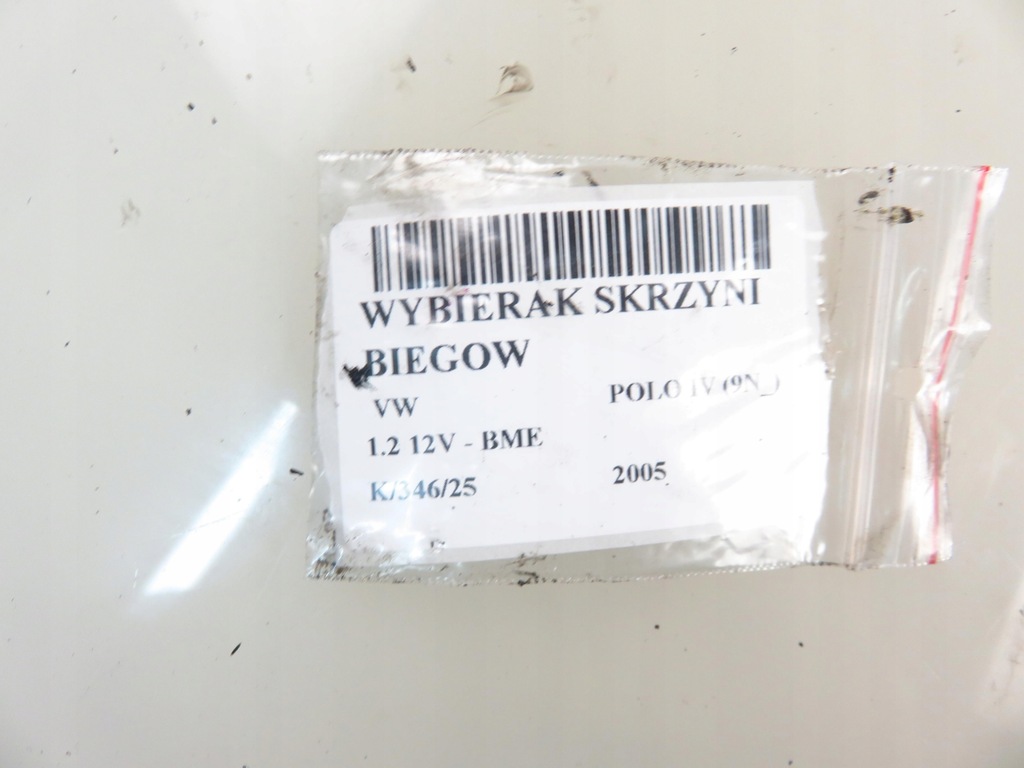 WYBIERAK SKRZYNI
BIEGOW
VW POLO IV (9N_)
1.2 12V - BME
K/346/25 2005